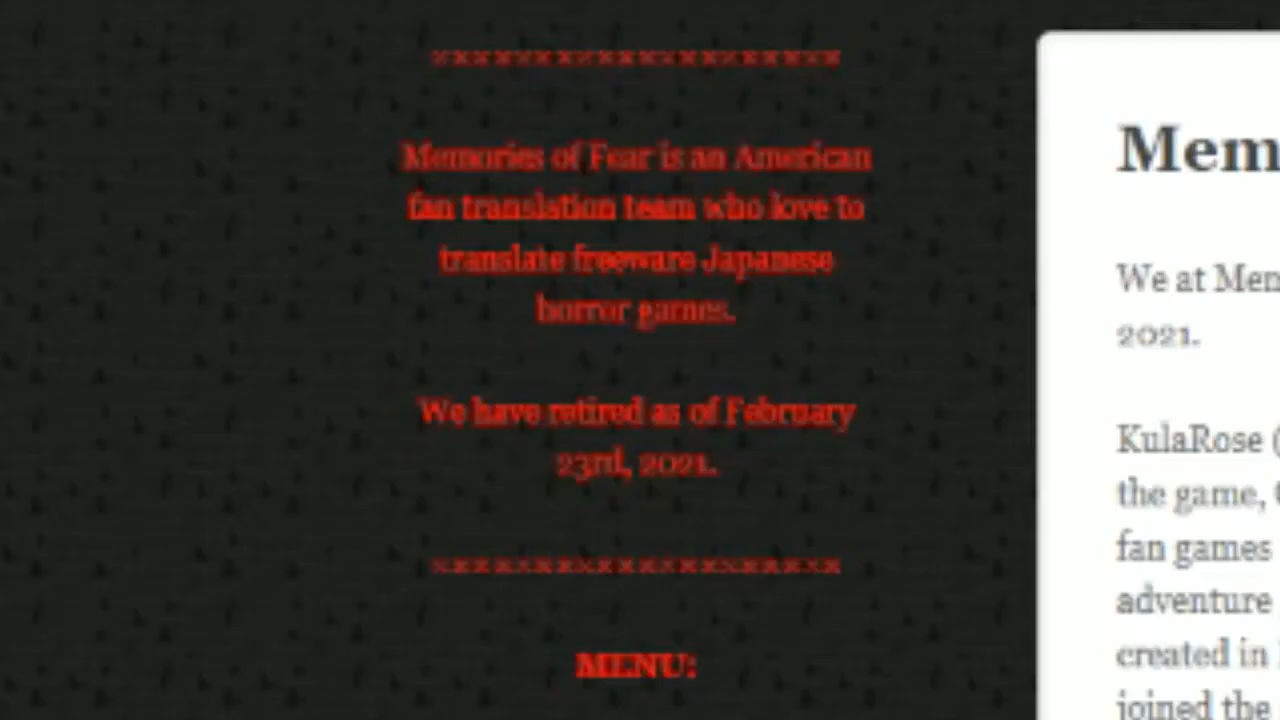 ×××××××××××××××××××
Memories of Fear is an American
fan translation team who love to
translate freeware Japanese
horror games.
We have retired as of February
23rd, 2021.
×××××××××××××××××××
MENU:
Mem
We at Mem
2021.
KulaRose (
the game,
fan games
adventure
created in
joined the